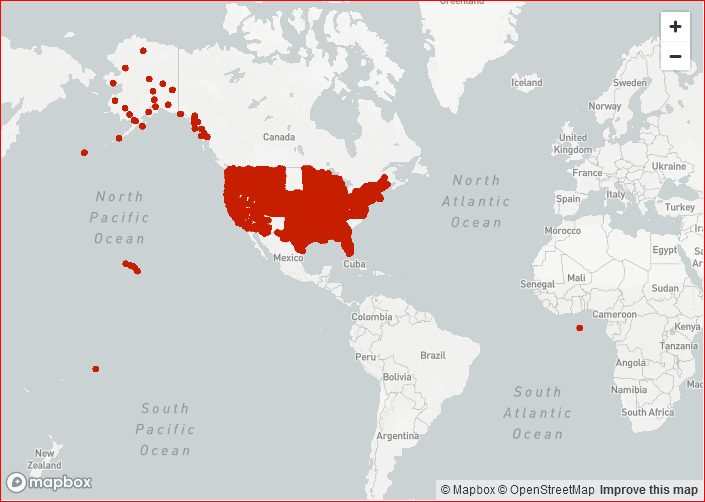 Greenland
+
−
Iceland
Sweden
Norway
Canada
United
Kingdom
Ukraine
France
North
Pacific
Ocean
North
Atlantic
Ocean
Spain
Italy
Turkey
Morocco
Mexico
Cuba
Egypt
Mali
Sudan
Senegal
Cameroon
Colombia
Kenya
Peru
Brazil
Tanzania
Bolivia
Angola
Namibia
South
Pacific
Ocean
South
Atlantic
Ocean
South Africa
Argentina
New
Zealand
mapbox
© Mapbox © OpenStreetMap Improve this map